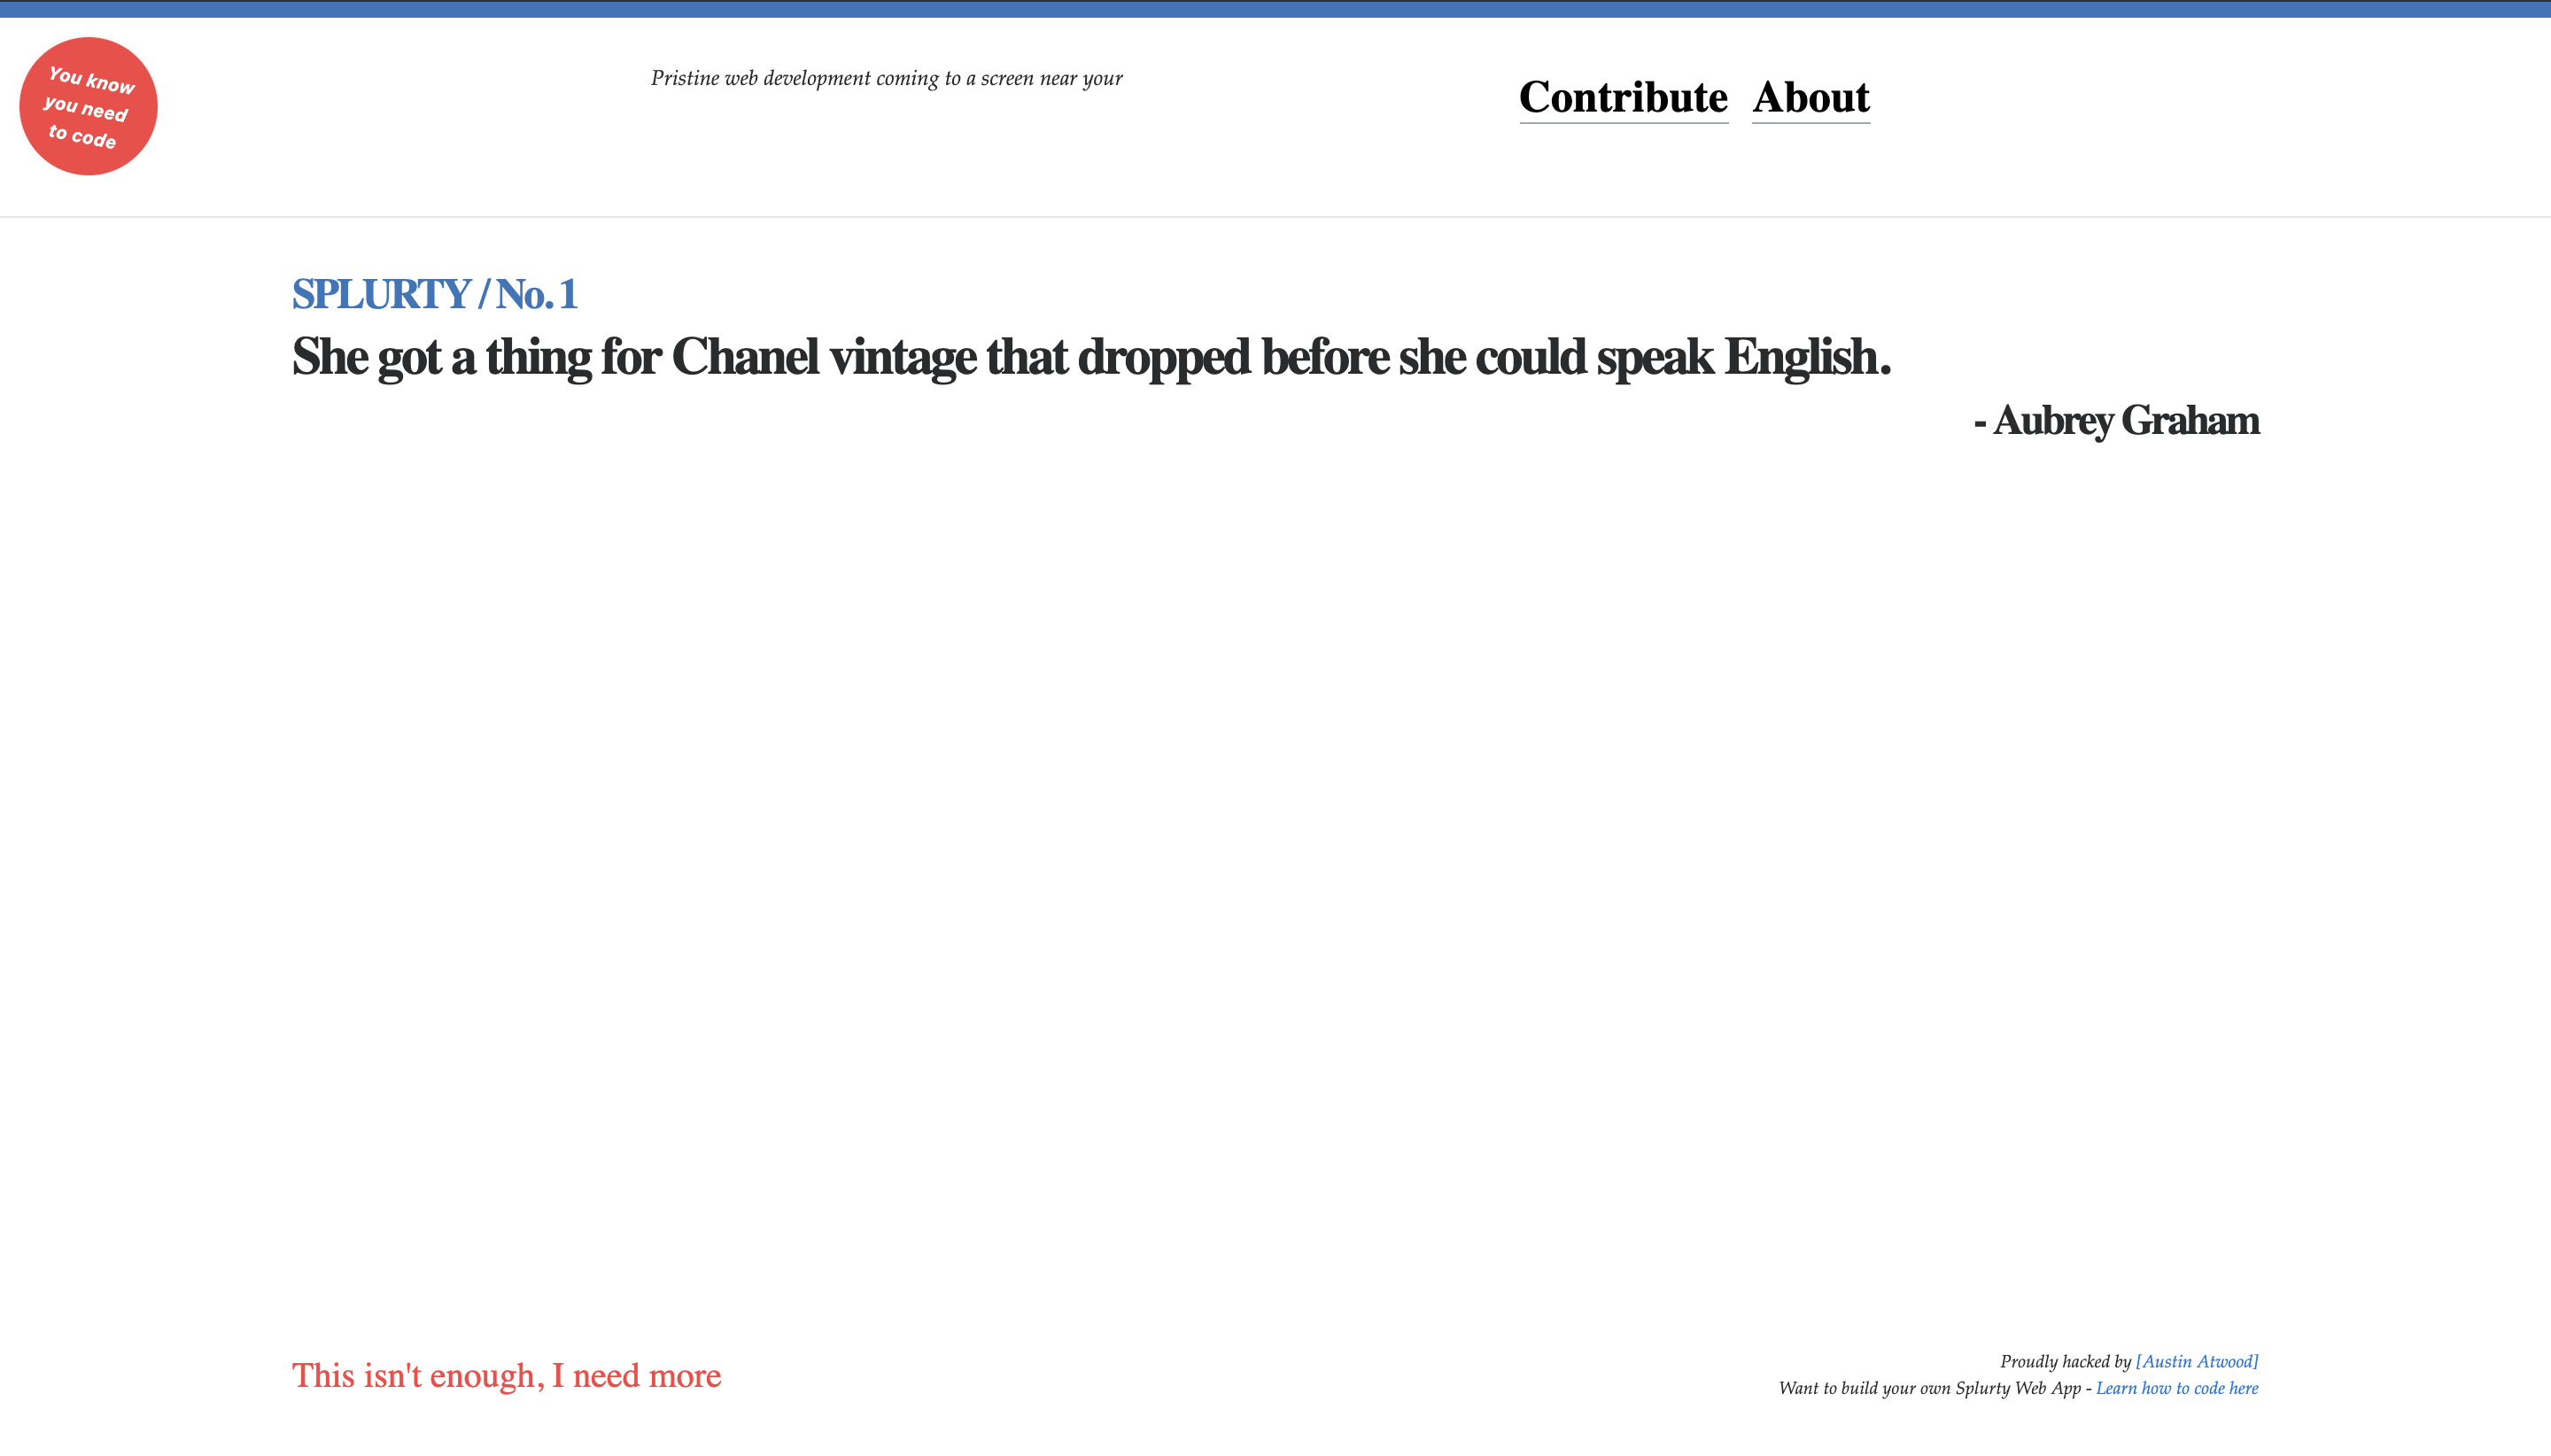 You know
you need
to code
Pristine web development coming to a screen near your
Contribute About
SPLURTY / No. 1
She got a thing for Chanel vintage that dropped before she could speak English.
- Aubrey Graham
This isn't enough, I need more
Proudly hacked by [Austin Atwood]
Want to build your own Splurty Web App - Learn how to code here